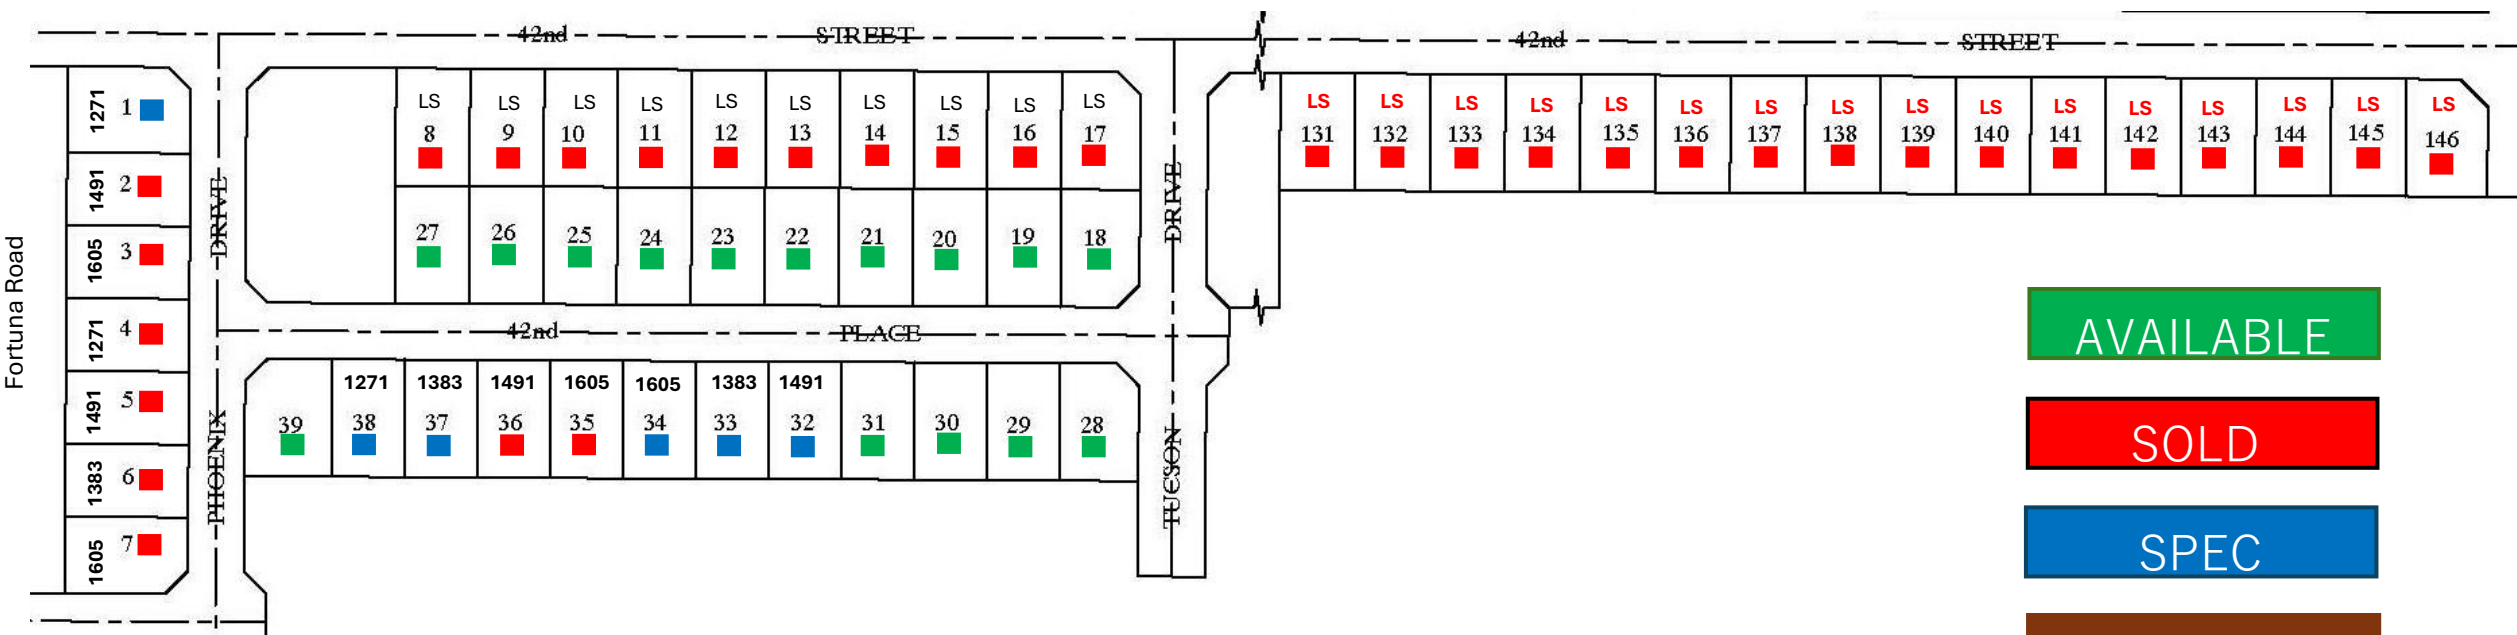 42nd STREET 42nd STREET
Fortuna Road
1271 1
1491 2
1605 3
1271 4
1491 5
1383 6
1605 7
PHOENIX DRIVE
LS LS LS LS LS LS LS LS LS LS
8 9 10 11 12 13 14 15 16 17
27 26 25 24 23 22 21 20 19 18
TUCSON DRIVE
LS LS LS LS LS LS LS LS LS LS LS LS LS LS LS LS
131 132 133 134 135 136 137 138 139 140 141 142 143 144 145 146
42nd PLACE
1271 1383 1491 1605 1605 1383 1491
39 38 37 36 35 34 33 32 31 30 29 28
AVAILABLE
SOLD
SPEC